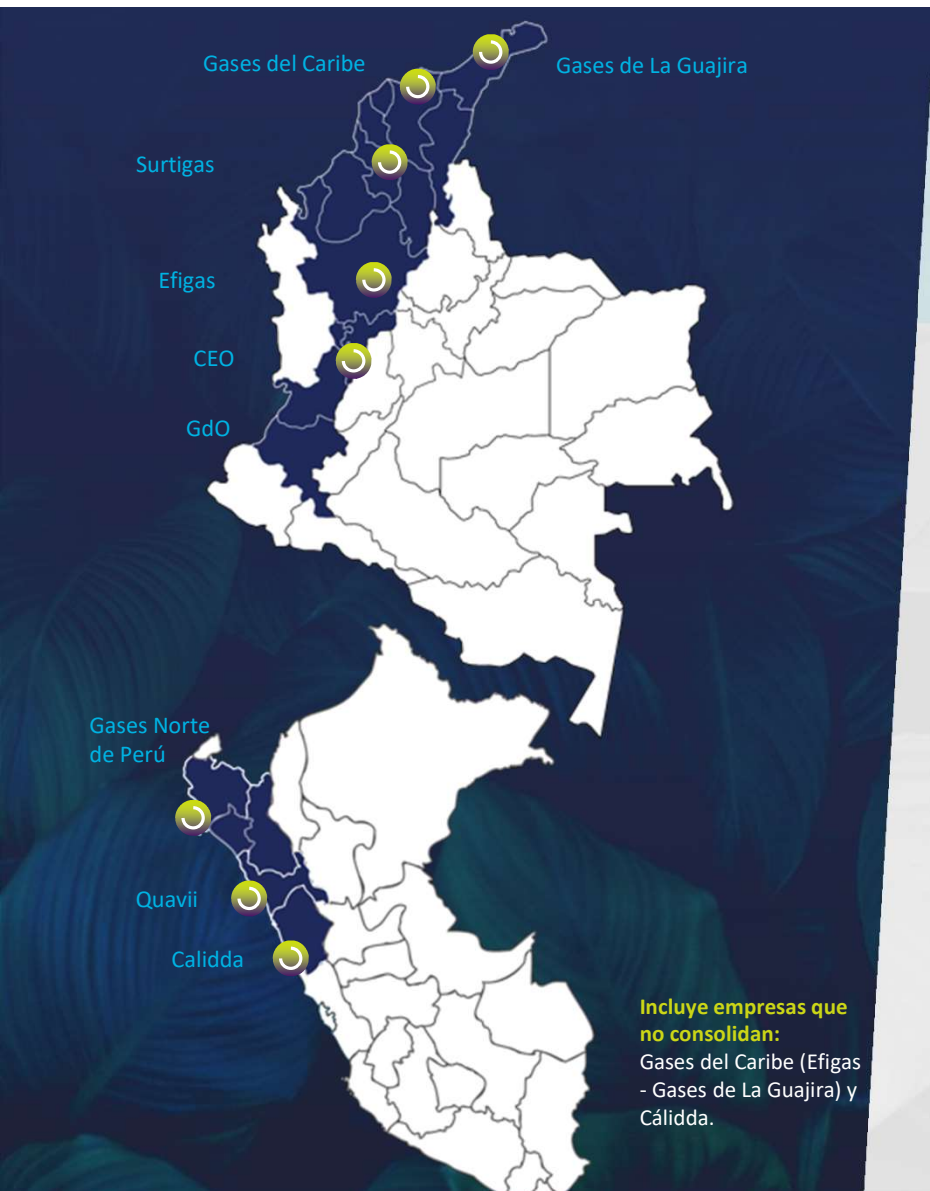 Gases del Caribe
Gases de La Guajira
Surtigas
Efigas
CEO
GdO
Gases Norte
de Perú
Quavii
Calidda
Incluye empresas que
no consolidan:
Gases del Caribe (Efigas
- Gases de La Guajira) y
Cálidda.